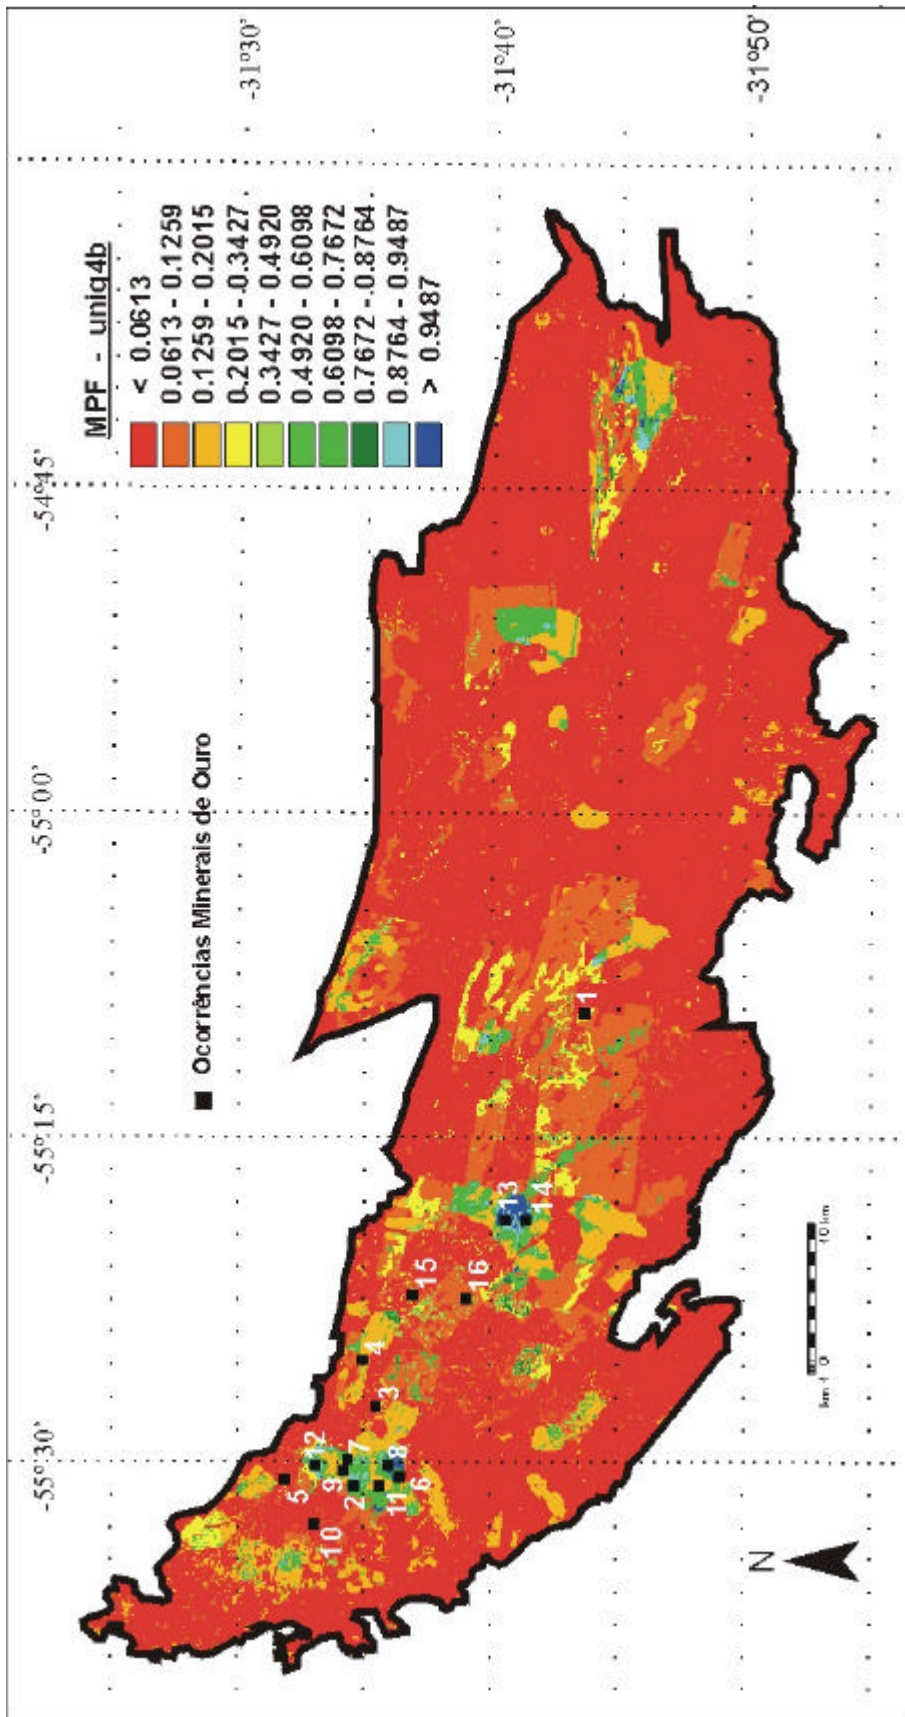 -55°30'
-55°15'
-55°00'
-54°45'
-31°30'
-31°40'
-31°50'
Ocorrências Minerais de Ouro
MPF - uniq4b
< 0.0613
0.0613 - 0.1259
0.1259 - 0.2015
0.2015 - 0.3427
0.3427 - 0.4920
0.4920 - 0.6098
0.6098 - 0.7672
0.7672 - 0.8764
0.8764 - 0.9487
> 0.9487
5
12
10
9
7
2
8
11
6
4
3
15
16
13
14
1
N
km 1 0 10 km